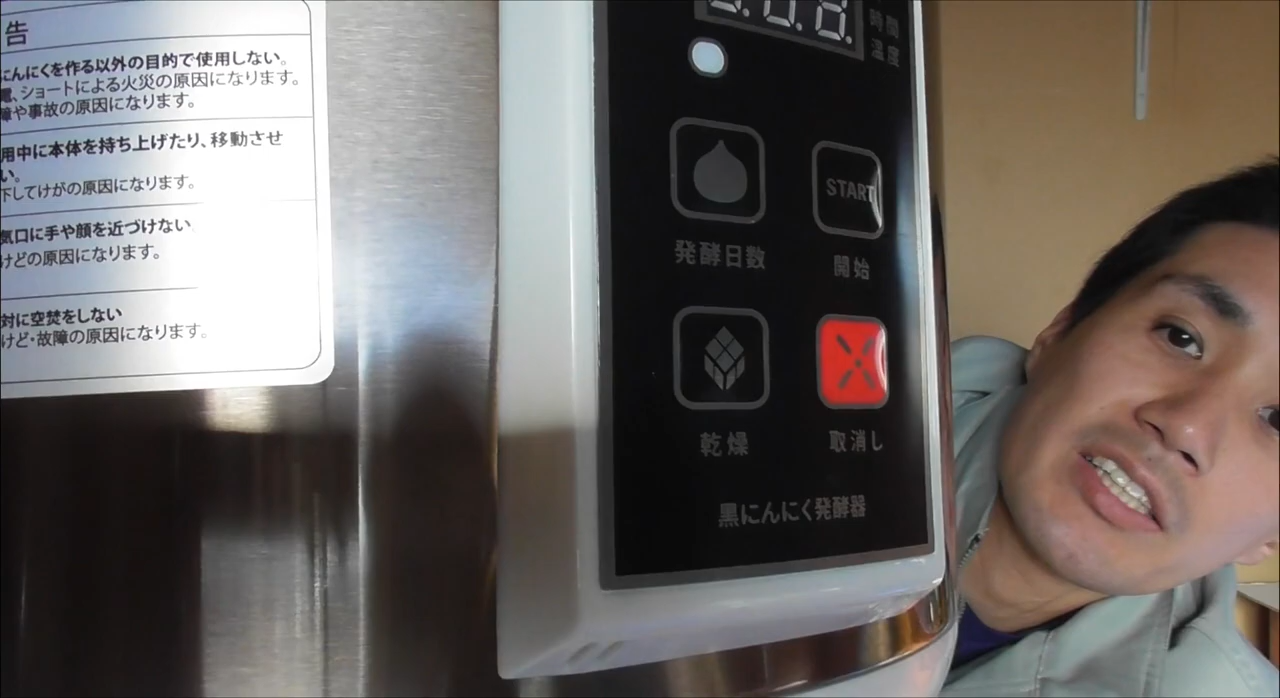 告
にんにくを作る以外の目的で使用しない。
電、ショートによる火災の原因になります。
障や事故の原因になります。
用中に本体を持ち上げたり、移動させ
い。
下してけがの原因になります。
気口に手や顔を近づけない
けどの原因になります。
対に空焚をしない
けど・故障の原因になります。
時間
温度
START
発酵日数
開始
乾燥
取消し
黒にんにく発酵器